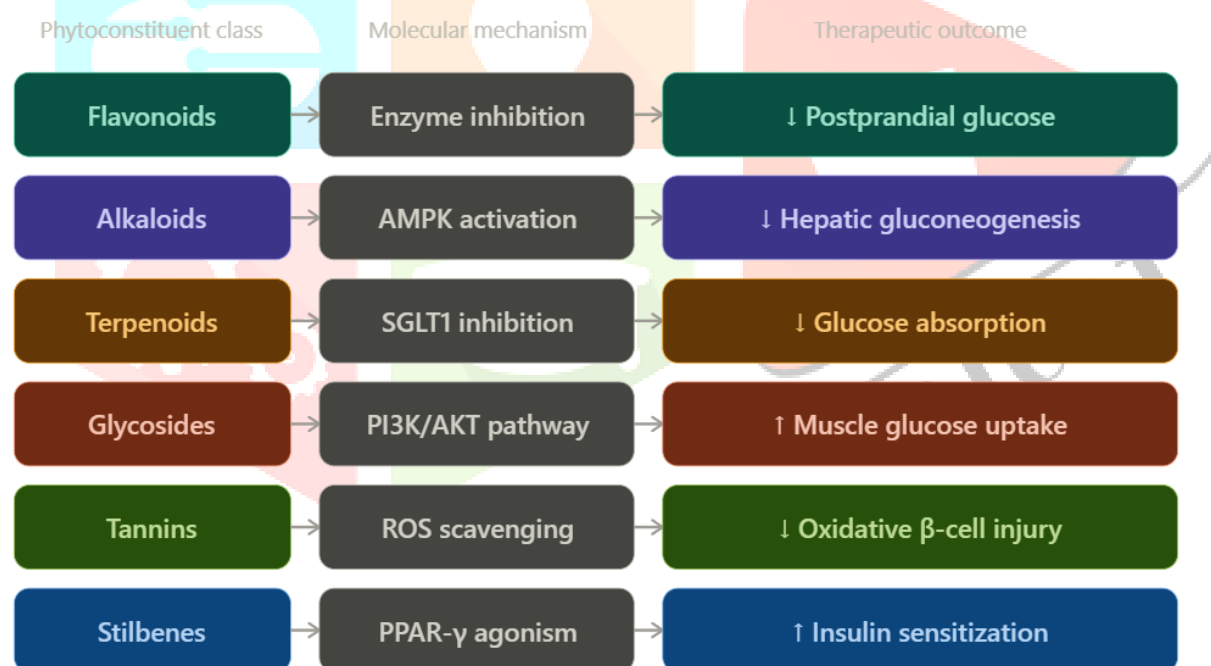 Phytoconstituent class Molecular mechanism Therapeutic outcome
Flavonoids → Enzyme inhibition → ↓ Postprandial glucose
Alkaloids → AMPK activation → ↓ Hepatic gluconeogenesis
Terpenoids → SGLT1 inhibition → ↓ Glucose absorption
Glycosides → PI3K/AKT pathway → ↑ Muscle glucose uptake
Tannins → ROS scavenging → ↓ Oxidative β-cell injury
Stilbenes → PPAR-γ agonism → ↑ Insulin sensitization